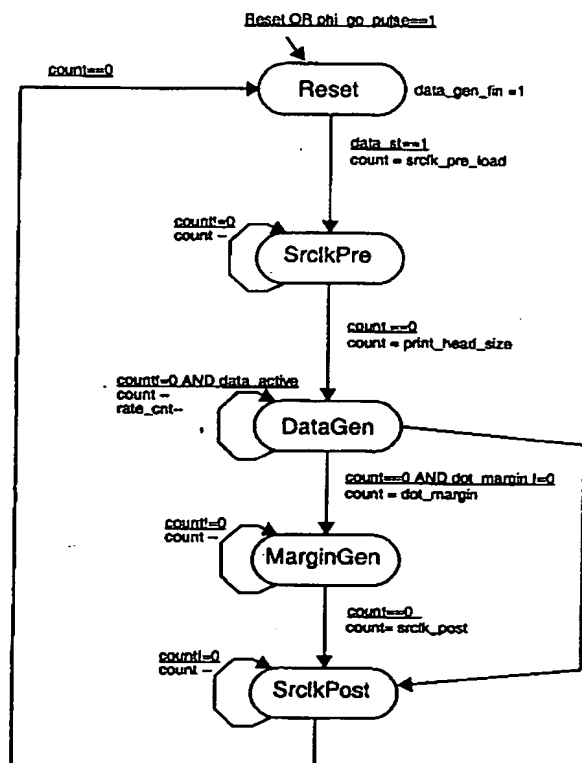 Reset OR phi_go_pulse==1
count==0
Reset
data_gen_fin =1
data_st==1
count = srclk_pre_load
count!=0
count –
SrclkPre
count ==0
count = print_head_size
count!=0 AND data_active
count –
rate_cnt--
DataGen
count==0 AND dot_margin !=0
count = dot_margin
count!=0
count –
MarginGen
count==0
count= srclk_post
count!=0
count –
SrclkPost